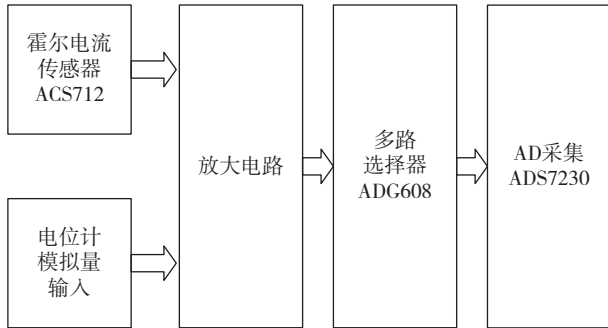 霍尔电流
传感器
ACS712
电位计
模拟量
输入
放大电路
多路
选择器
ADG608
AD采集
ADS7230